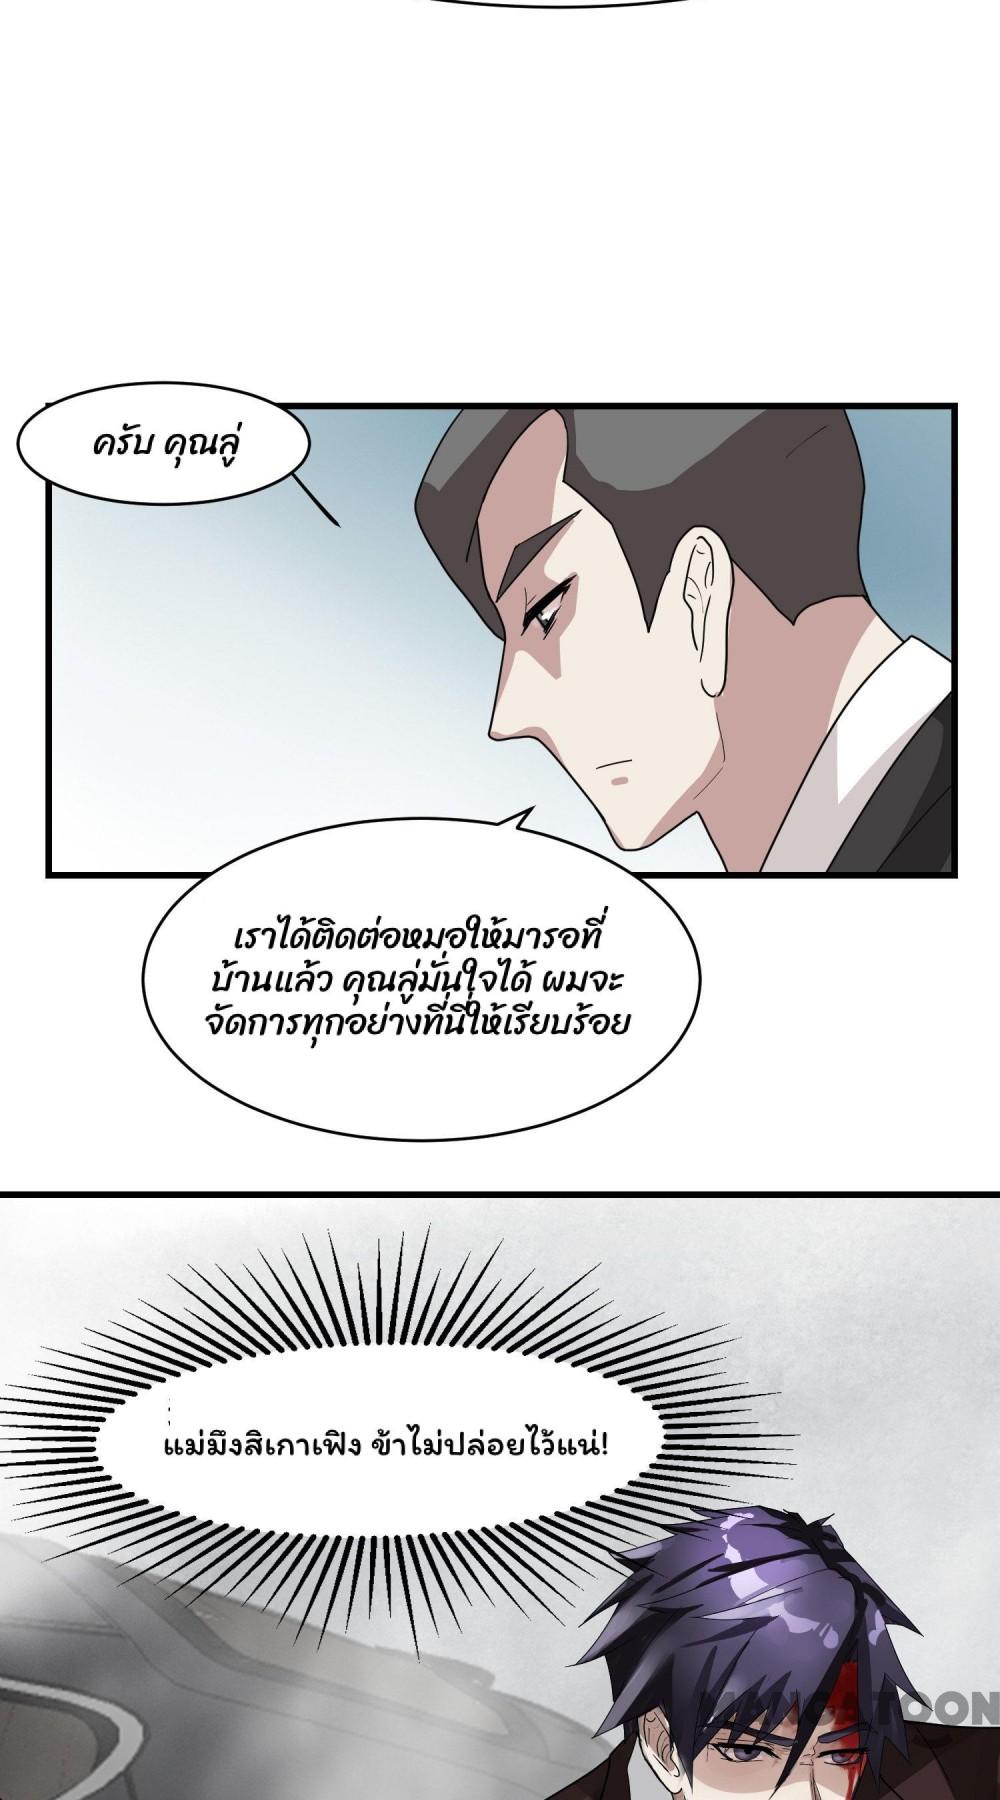 ครับ คุณลู่
เราได้ติดต่อหมอให้มารอที่
บ้านแล้ว คุณลู่มั่นใจได้ ผมจะ
จัดการทุกอย่างที่นี่ให้เรียบร้อย
แม่มึงสิเกาเฟิง ข้าไม่ปล่อยไว้แน่!
MANGATOON